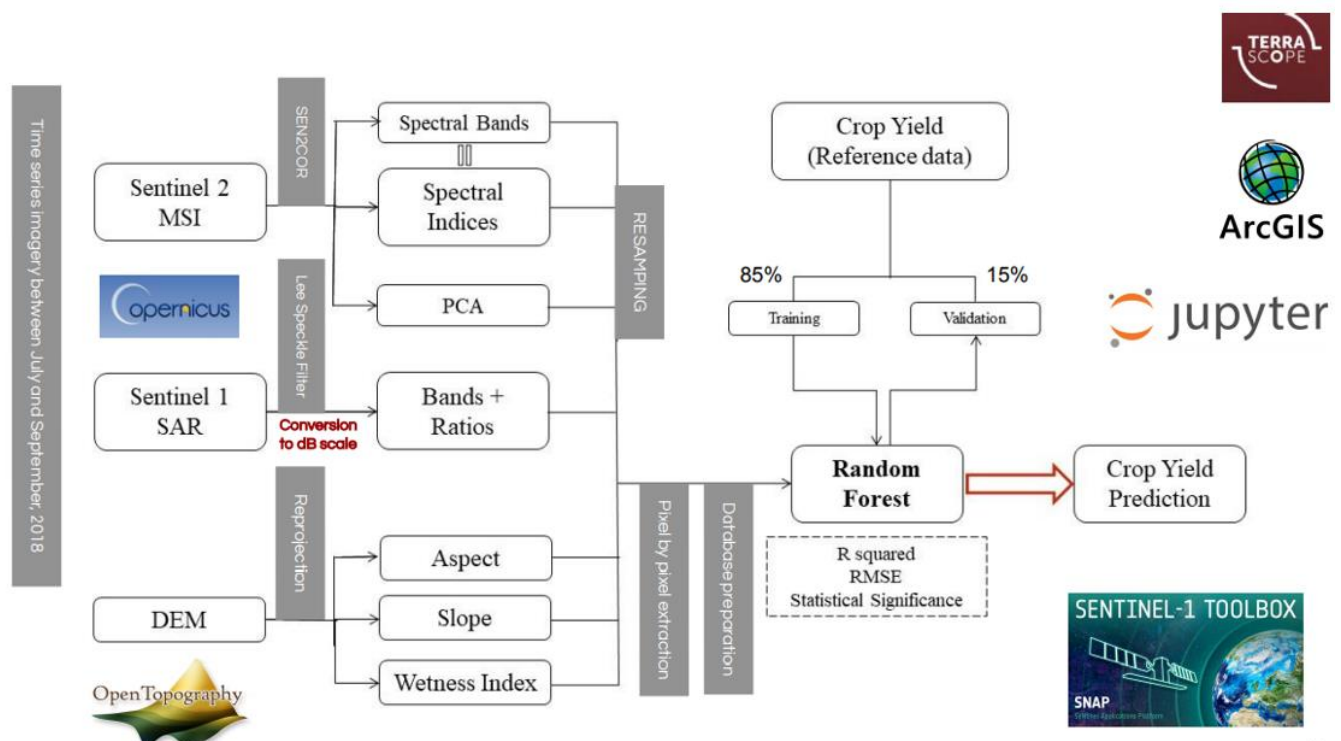 Time series imagery between July and September, 2018
Sentinel 2
MSI
opernicus
Sentinel 1
SAR
DEM
OpenTopography
SEN2COR
Lee Speckle Filter
Conversion
to dB scale
Reprojection
Spectral Bands
Spectral
Indices
PCA
Bands +
Ratios
Aspect
Slope
Wetness Index
RESAMPING
Pixel by pixel extraction
Database preparation
Crop Yield
(Reference data)
85%
15%
Training
Validation
Random
Forest
R squared
RMSE
Statistical Significance
Crop Yield
Prediction
TERRA
SCOPE
ArcGIS
jupyter
SENTINEL-1 TOOLBOX
SNAP
Sentinel Applications Platform